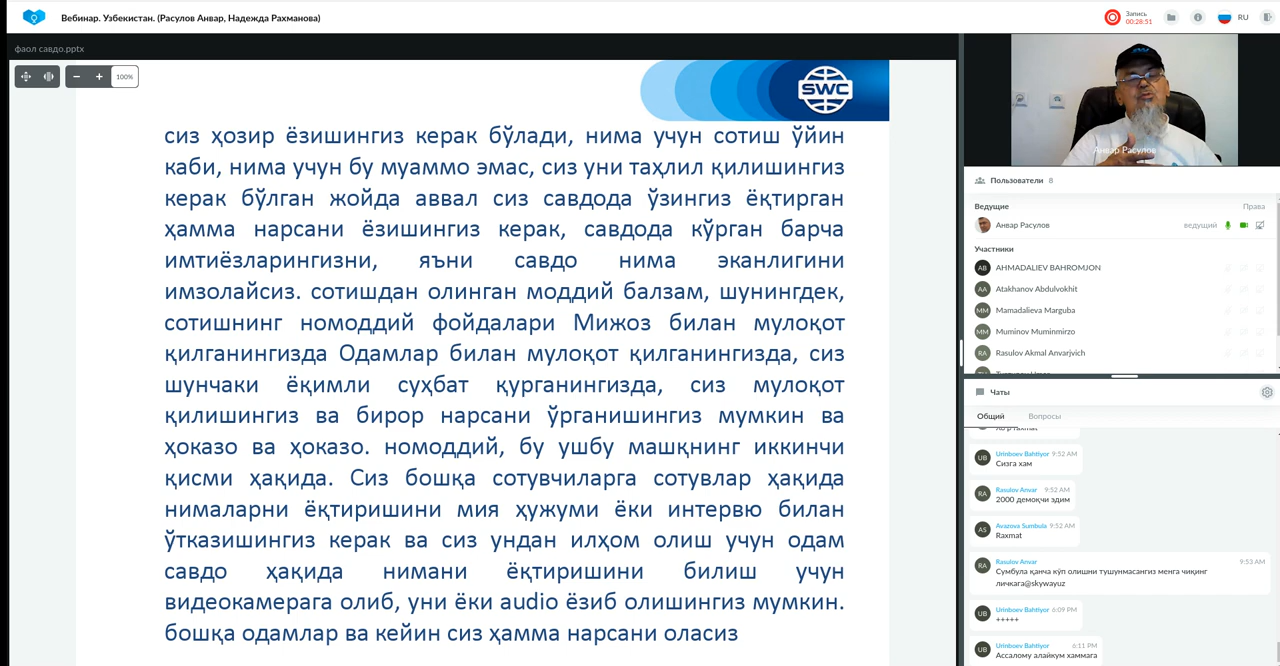 Вебинар. Узбекистан. (Расулов Анвар, Надежда Рахманова)
Запись
00:28:51
RU
фаол савдо.pptx
100%
SWC
сиз ҳозир ёзишингиз керак бўлади, нима учун сотиш ўйин
каби, нима учун бу муаммо эмас, сиз уни таҳлил қилишингиз
керак бўлган жойда аввал сиз савдода ўзингиз ёқтирган
ҳамма нарсани ёзишингиз керак, савдода кўрган барча
имтиёзларингизни, яъни савдо нима эканлигини
имзолайсиз. сотишдан олинган моддий балзам, шунингдек,
сотишнинг номоддий фойдалари Мижоз билан мулоқот
қилганингизда Одамлар билан мулоқот қилганингизда, сиз
шунчаки ёқимли суҳбат қурганингизда, сиз мулоқот
қилишингиз ва бирор нарсани ўрганишингиз мумкин ва
ҳоказо ва ҳоказо. номоддий, бу ушбу машқнинг иккинчи
қисми ҳақида. Сиз бошқа сотувчиларга сотувлар ҳақида
нималарни ёқтиришини мия ҳужуми ёки интервю билан
ўтказишингиз керак ва сиз ундан илҳом олиш учун одам
савдо ҳақида нимани ёқтиришини билиш учун
видеокамерага олиб, уни ёки audio ёзиб олишингиз мумкин.
бошқа одамлар ва кейин сиз ҳамма нарсани оласиз
Анвар Расулов
Пользователи 8
Ведущие Права
Анвар Расулов ведущий
Участники
AB AHMADALIEV BAHROMJON
AA Atakhanov Abdulvokhit
MM Mamadalieva Marguba
MM Muminov Muminmirzo
RA Rasulov Akmal Anvarjvich
Чаты
Общий Вопросы
UB Urinboev Bahtiyor 9:52 AM
Сизга хам
RA Rasulov Anvar 9:52 AM
2000 демоқчи эдим
AS Avazova Sumbula 9:52 AM
Raxmat
RA Rasulov Anvar 9:53 AM
Сумбула қанча кўп олишни тушунмасангиз менга чиқинг
личкага@skywayuz
UB Urinboev Bahtiyor 6:09 PM
+++++
UB Urinboev Bahtiyor 6:11 PM
Ассалому алайкум хаммага